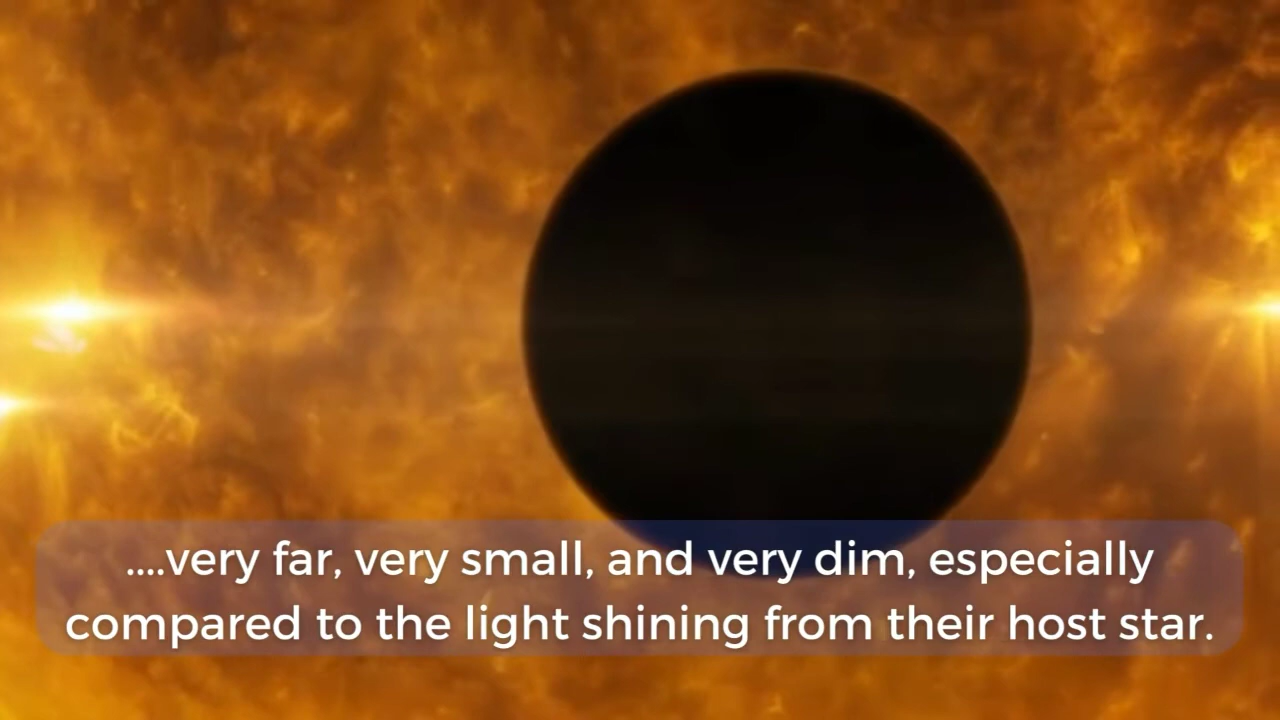 ....very far, very small, and very dim, especially
compared to the light shining from their host star.